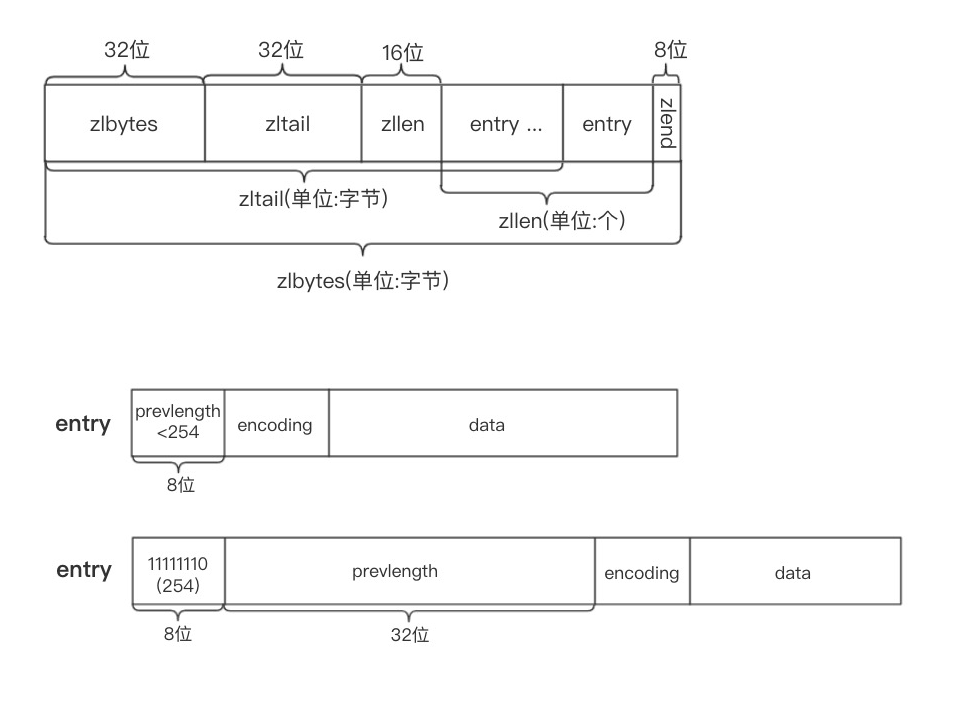 32位 32位 16位 8位
zlbytes zltail zllen entry ... entry zlend
zltail(单位:字节)
zllen(单位:个)
zlbytes(单位:字节)
entry prevlength <254 encoding data
8位
entry 11111110 (254) prevlength encoding data
8位 32位